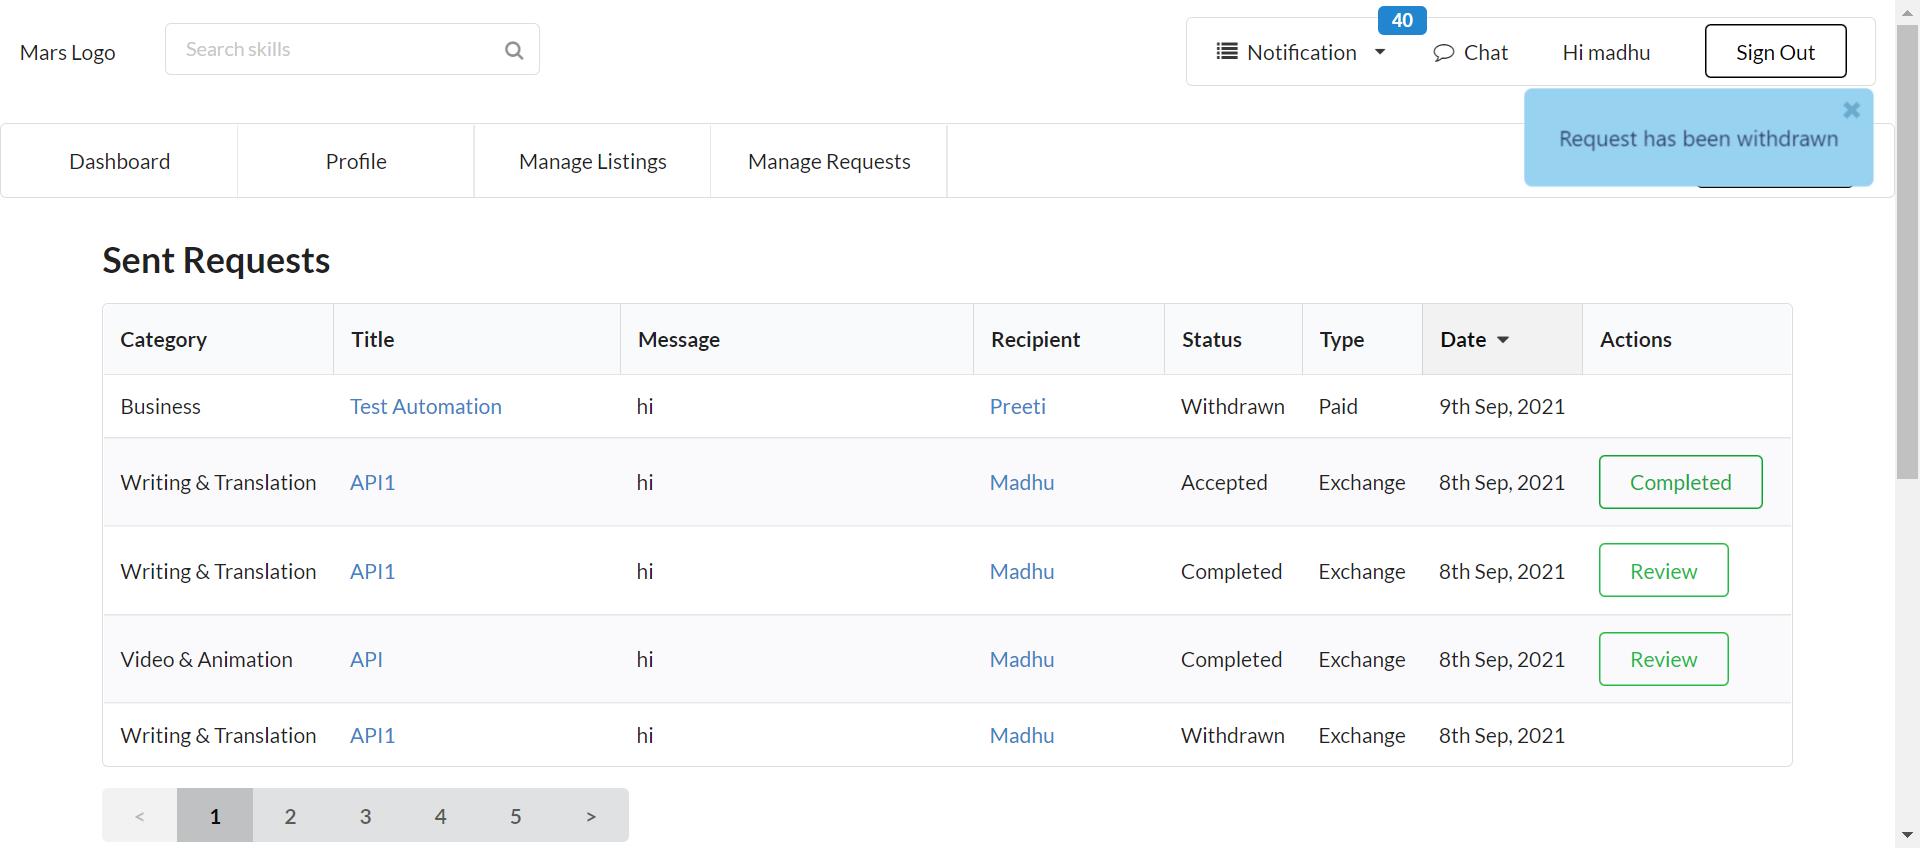 Mars Logo
Search skills
Notification
40
Chat
Hi madhu
Sign Out
Request has been withdrawn
Dashboard
Profile
Manage Listings
Manage Requests
Sent Requests
Category Title Message Recipient Status Type Date Actions
Business Test Automation hi Preeti Withdrawn Paid 9th Sep, 2021
Writing & Translation API1 hi Madhu Accepted Exchange 8th Sep, 2021 Completed
Writing & Translation API1 hi Madhu Completed Exchange 8th Sep, 2021 Review
Video & Animation API hi Madhu Completed Exchange 8th Sep, 2021 Review
Writing & Translation API1 hi Madhu Withdrawn Exchange 8th Sep, 2021
< 1 2 3 4 5 >